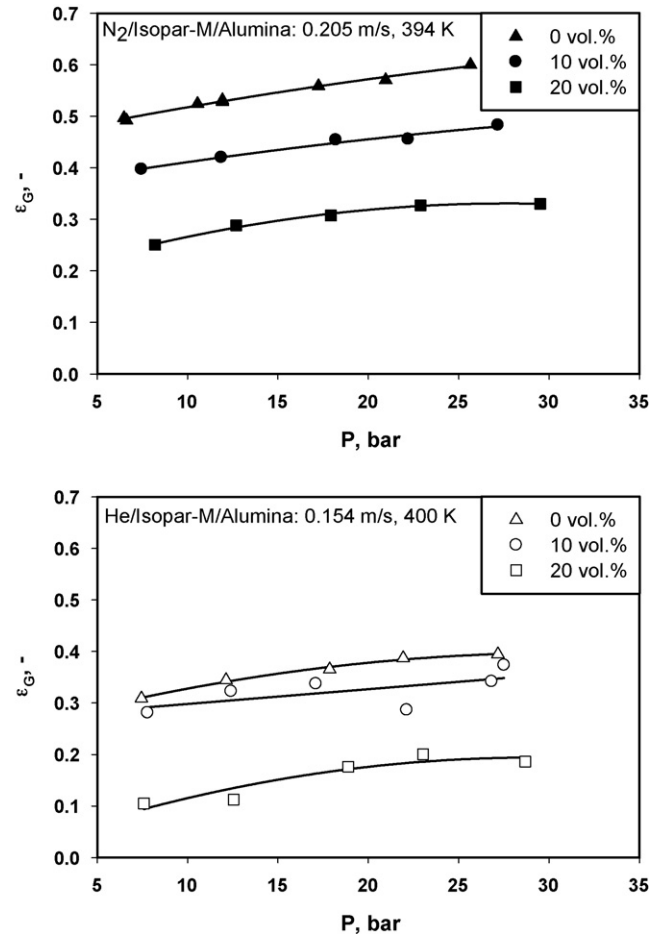 N2/Isopar-M/Alumina: 0.205 m/s, 394 K
0 vol.%
10 vol.%
20 vol.%
0.7
0.6
0.5
0.4
0.3
0.2
0.1
0.0
εG, -
5 10 15 20 25 30 35
P, bar
He/Isopar-M/Alumina: 0.154 m/s, 400 K
0 vol.%
10 vol.%
20 vol.%
0.7
0.6
0.5
0.4
0.3
0.2
0.1
0.0
εG, -
5 10 15 20 25 30 35
P, bar